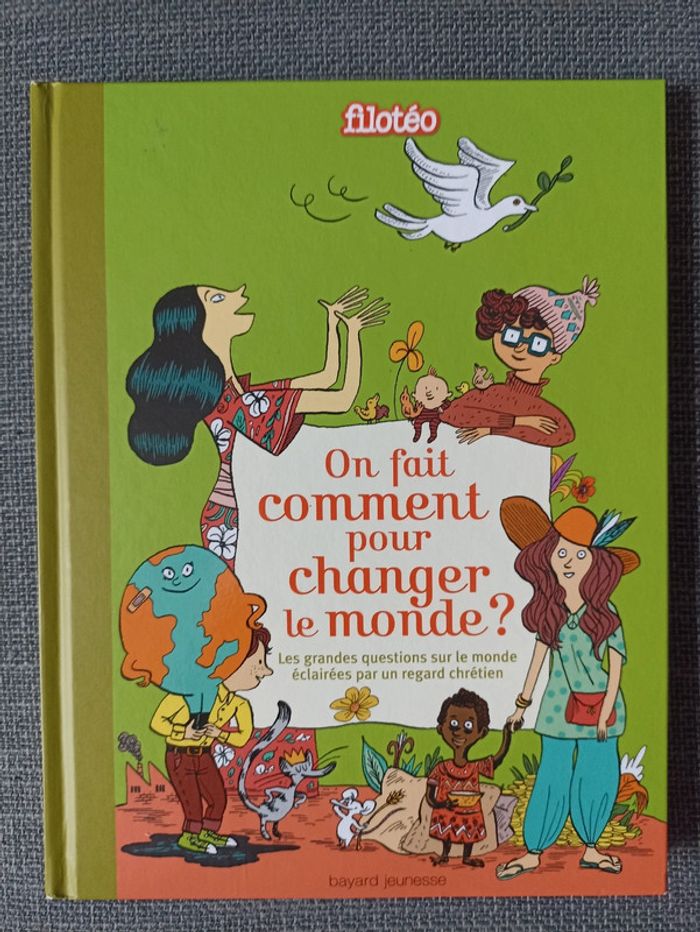 filotéo
On fait
comment
pour
changer
le monde ?
Les grandes questions sur le monde
éclairées par un regard chrétien
bayard jeunesse